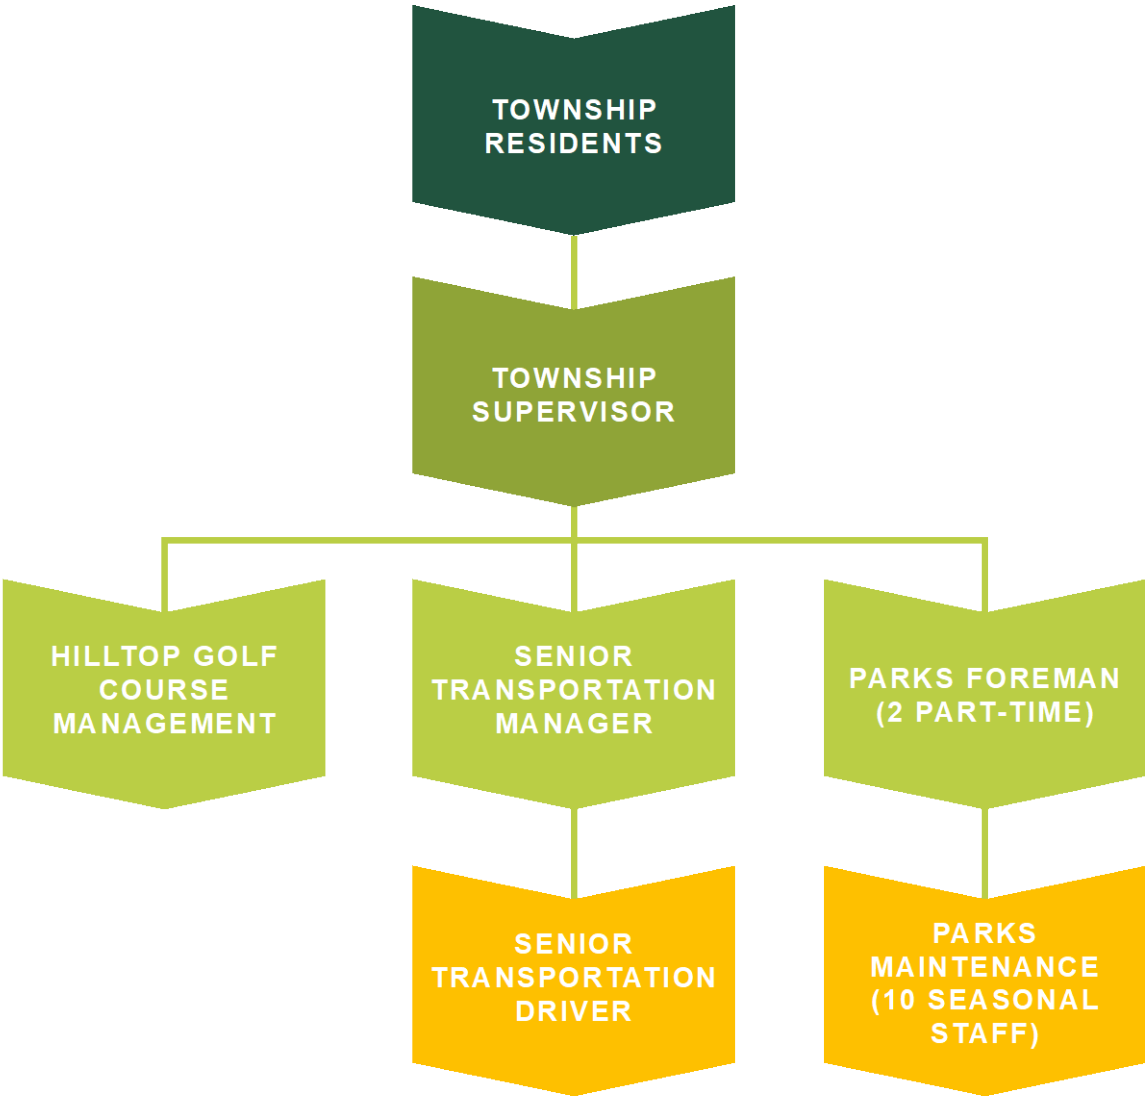 TOWNSHIP
RESIDENTS
TOWNSHIP
SUPERVISOR
HILLTOP GOLF
COURSE
MANAGEMENT
SENIOR
TRANSPORTATION
MANAGER
PARKS FOREMAN
(2 PART-TIME)
SENIOR
TRANSPORTATION
DRIVER
PARKS
MAINTENANCE
(10 SEASONAL
STAFF)